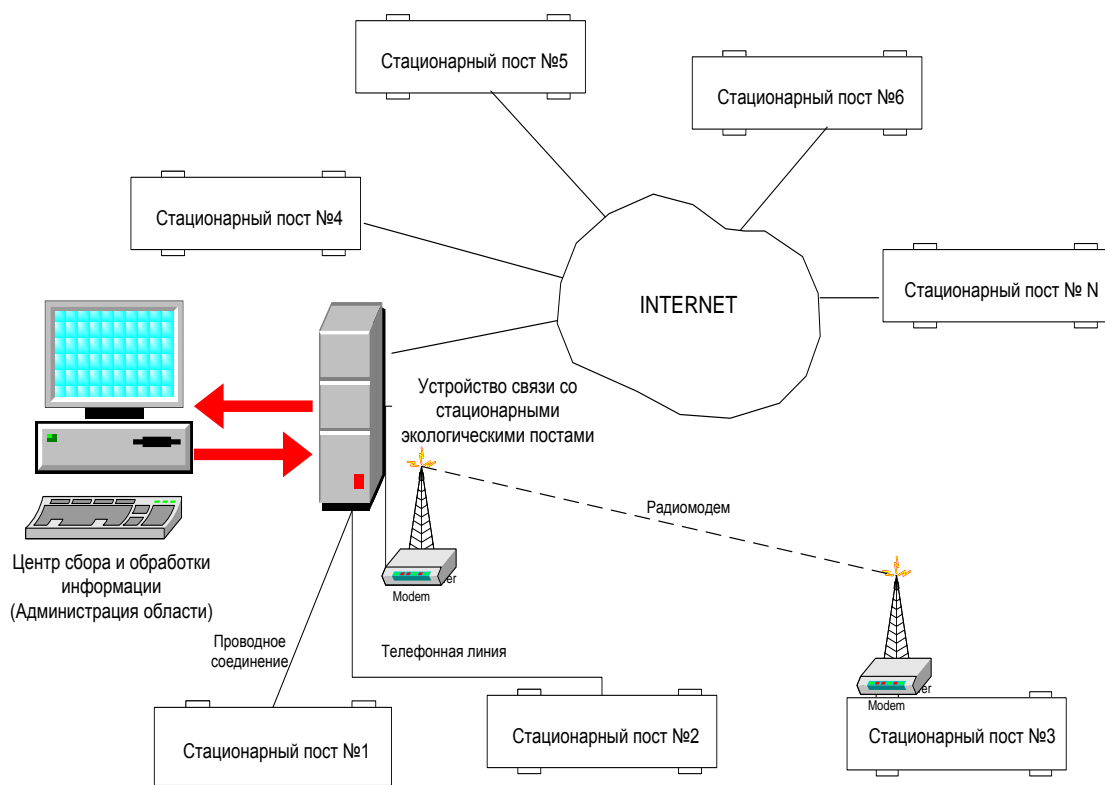 Стационарный пост №5
Стационарный пост №6
Стационарный пост №4
Стационарный пост № N
INTERNET
Устройство связи со
стационарными
экологическими постами
Радиомодем
Центр сбора и обработки
информации
(Администрация области)
Modem
Modem
Проводное
соединение
Телефонная линия
Стационарный пост №1
Стационарный пост №2
Стационарный пост №3